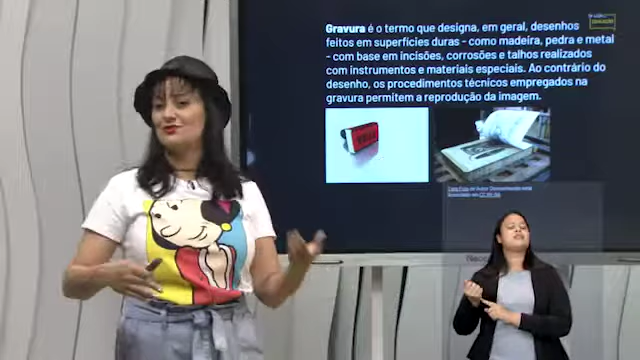 Gravura é o termo que designa, em geral, desenhos
feitos em superfícies duras - como madeira, pedra e metal
- com base em incisões, corrosões e talhos realizados
com instrumentos e materiais especiais. Ao contrário do
desenho, os procedimentos técnicos empregados na
gravura permitem a reprodução da imagem.